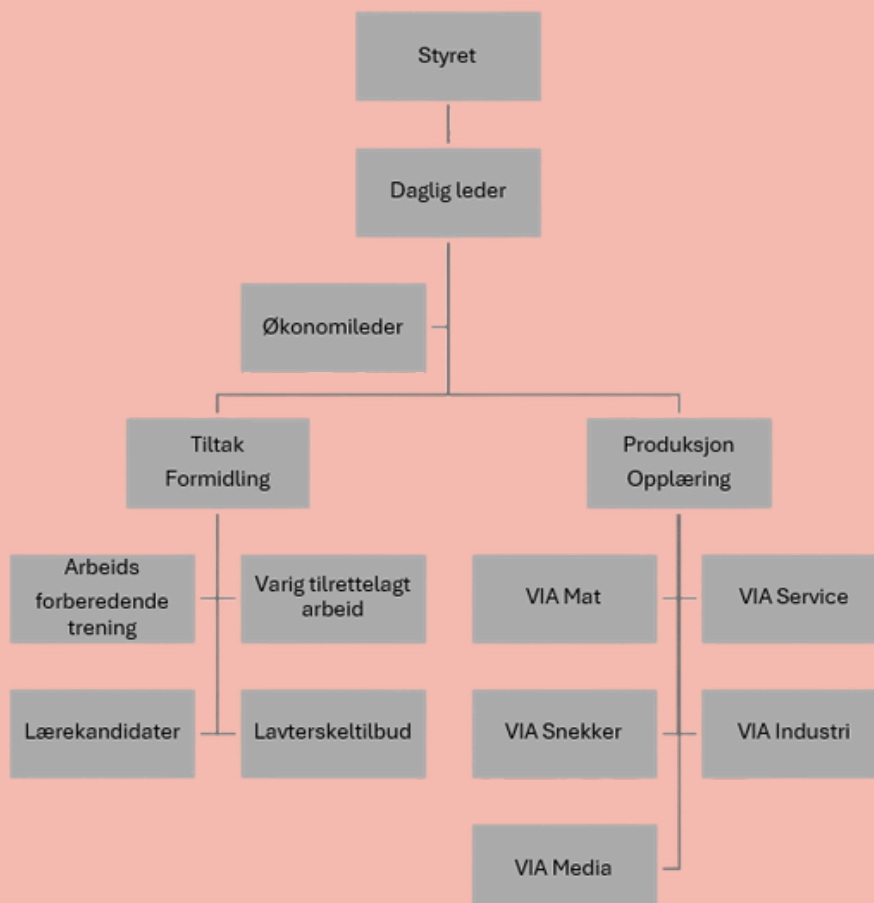 Styret
Daglig leder
Økonomileder
Tiltak
Formidling
Produksjon
Opplæring
Arbeids
forberedende
trening
Varig tilrettelagt
arbeid
VIA Mat
VIA Service
Lærekandidater
Lavterskeltilbud
VIA Snekker
VIA Industri
VIA Media